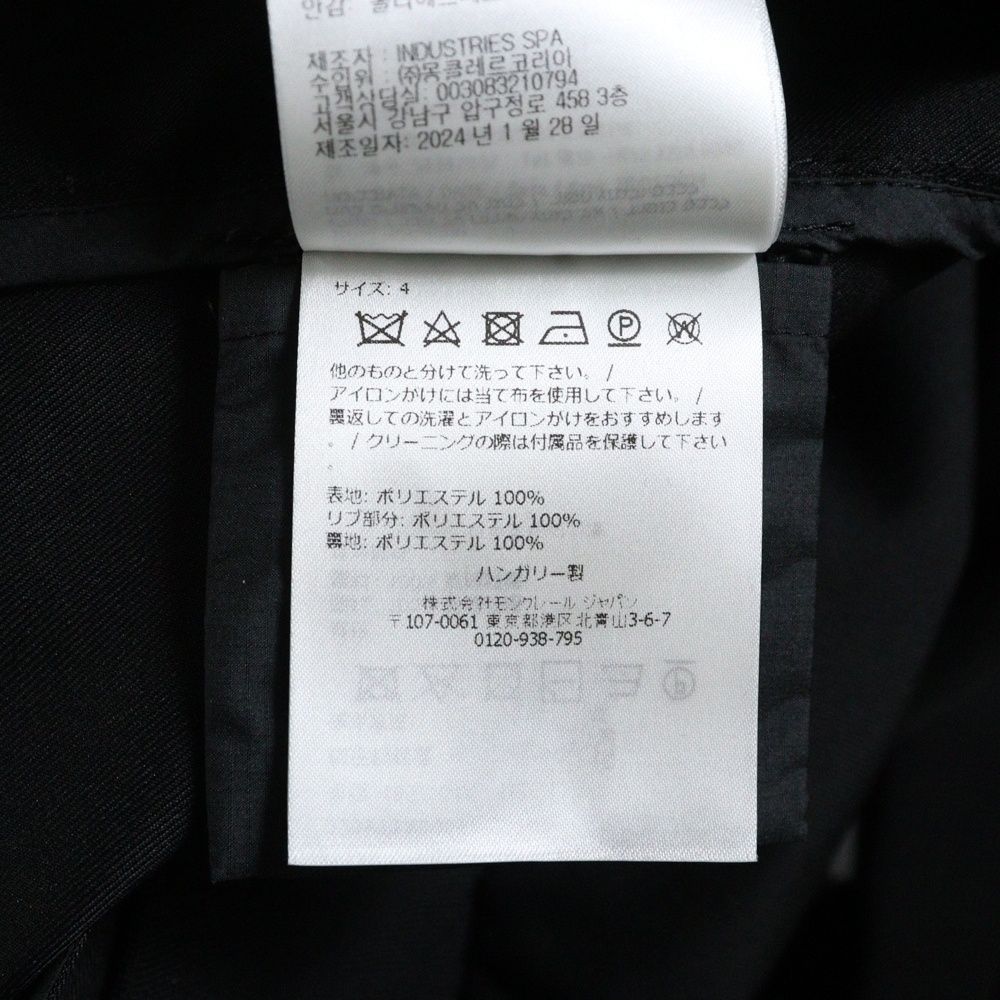 안감: 폴리에스터
제조자 : INDUSTRIES SPA
수입원 : ㈜몽클레르코리아
고객상담실: 003083210794
서울시 강남구 압구정로 458 3층
제조일자: 2024 년 1 월 28 일
サイズ: 4
P W
他のものと分けて洗って下さい。 /
アイロンがけには当て布を使用して下さい。 /
裏返しての洗濯とアイロンがけをおすすめします
。 / クリーニングの際は付属品を保護して下さい
。
表地: ポリエステル 100%
リブ部分: ポリエステル 100%
裏地: ポリエステル 100%
ハンガリー製
株式会社モンクレール ジャパン
〒107-0061 東京都港区北青山3-6-7
0120-938-795